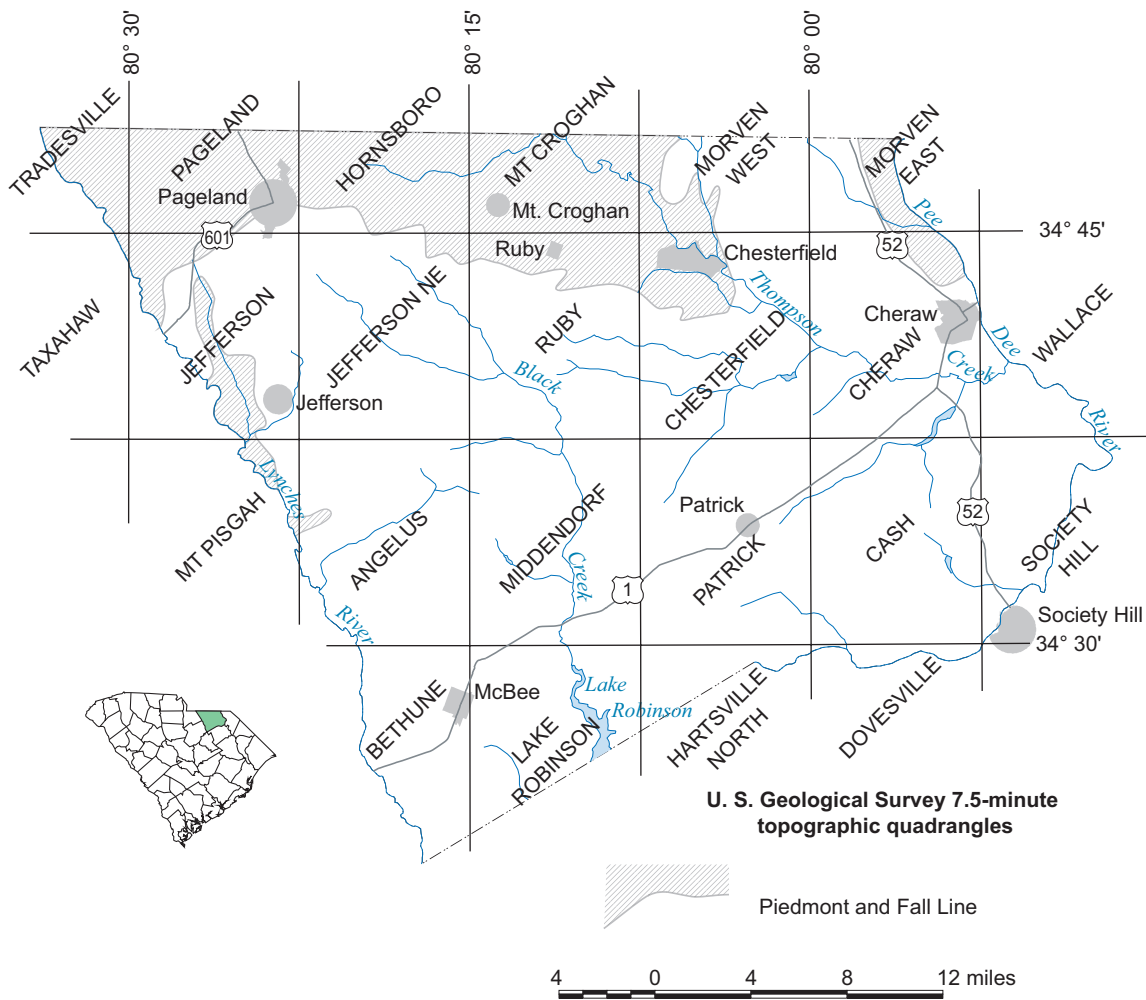 80° 30'
80° 15'
80° 00'
TRADESVILLE
PAGELAND
HORNSBORO
MT CROGHAN
MORVEN
WEST
MORVEN
EAST
Pageland
Mt. Croghan
Pee
601
Ruby
Chesterfield
52
34° 45'
TAXAHAW
JEFFERSON
JEFFERSON NE
RUBY
Thompson
CHESTERFIELD
Cheraw
CHERAW
Creek
Dee
WALLACE
Black
Jefferson
River
Lynches
MT PISGAH
ANGELUS
MIDDENDORF
Patrick
PATRICK
CASH
52
SOCIETY
HILL
Creek
1
River
Society Hill
34° 30'
BETHUNE
McBee
Lake
Robinson
LAKE
ROBINSON
HARTSVILLE
NORTH
DOVESVILLE
U. S. Geological Survey 7.5-minute
topographic quadrangles
Piedmont and Fall Line
4 0 4 8 12 miles